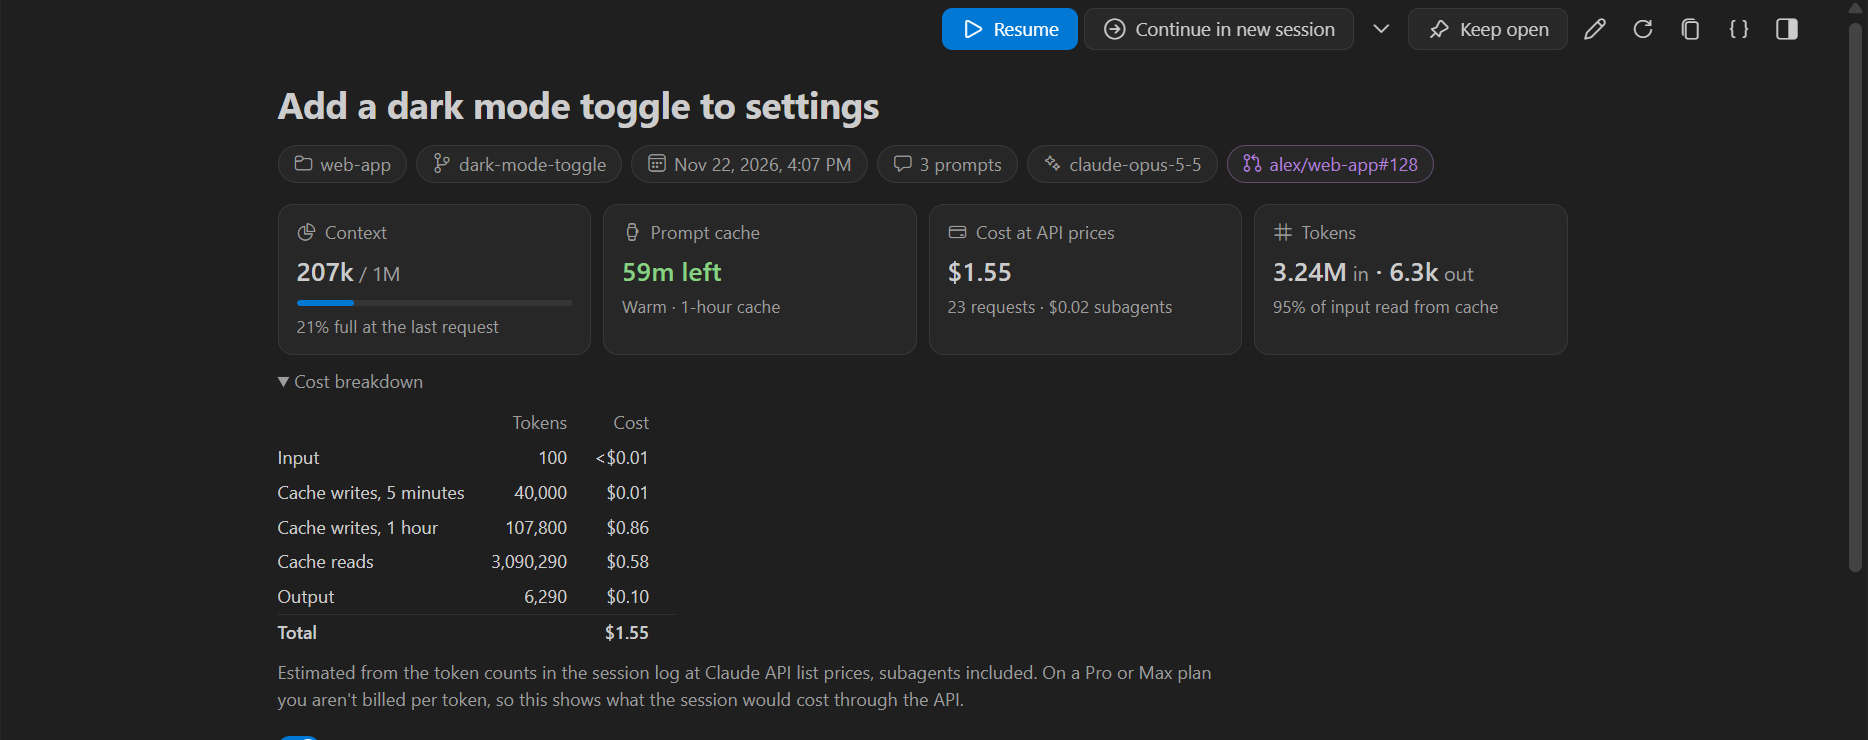 Resume Continue in new session Keep open
Add a dark mode toggle to settings
web-app dark-mode-toggle Nov 22, 2026, 4:07 PM 3 prompts claude-opus-5-5 alex/web-app#128
Context
207k / 1M
21% full at the last request
Prompt cache
59m left
Warm · 1-hour cache
Cost at API prices
$1.55
23 requests · $0.02 subagents
Tokens
3.24M in · 6.3k out
95% of input read from cache
Cost breakdown
Tokens Cost
Input 100 <$0.01
Cache writes, 5 minutes 40,000 $0.01
Cache writes, 1 hour 107,800 $0.86
Cache reads 3,090,290 $0.58
Output 6,290 $0.10
Total $1.55
Estimated from the token counts in the session log at Claude API list prices, subagents included. On a Pro or Max plan
you aren't billed per token, so this shows what the session would cost through the API.